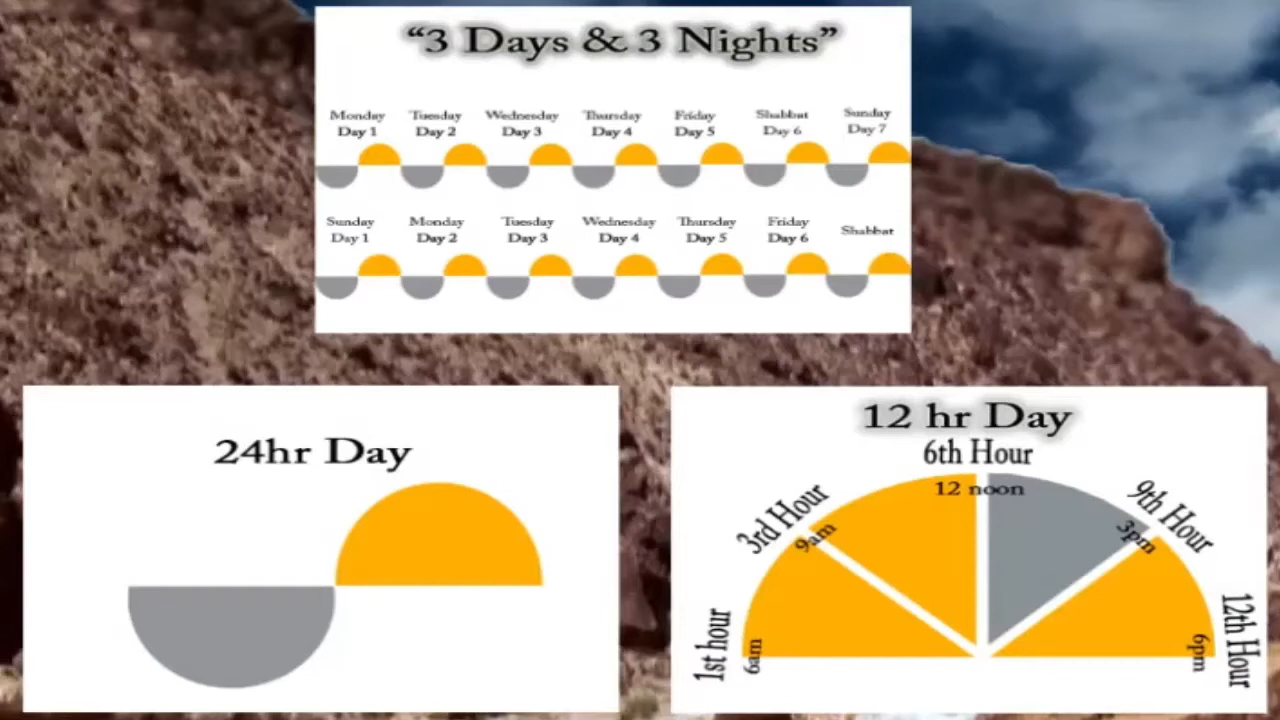 “3 Days & 3 Nights”
Monday Tuesday Wednesday Thursday Friday Shabbat Sunday
Day 1 Day 2 Day 3 Day 4 Day 5 Day 6 Day 7
Sunday Monday Tuesday Wednesday Thursday Friday Shabbat
Day 1 Day 2 Day 3 Day 4 Day 5 Day 6
24hr Day
12 hr Day
6th Hour
12 noon
3rd Hour
9am
9th Hour
3pm
1st hour
6am
12th Hour
6pm